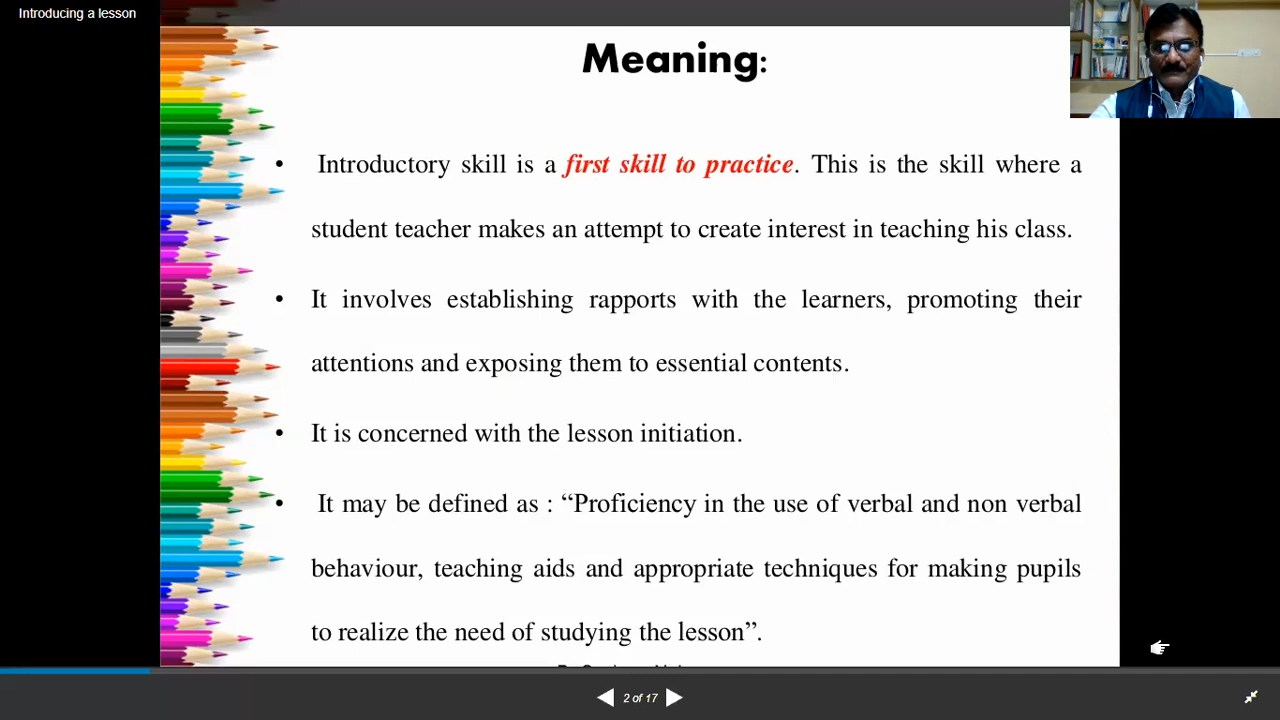 Introducing a lesson
Meaning:
• Introductory skill is a first skill to practice. This is the skill where a
student teacher makes an attempt to create interest in teaching his class.
• It involves establishing rapports with the learners, promoting their
attentions and exposing them to essential contents.
• It is concerned with the lesson initiation.
• It may be defined as : “Proficiency in the use of verbal and non verbal
behaviour, teaching aids and appropriate techniques for making pupils
to realize the need of studying the lesson”.
2 of 17